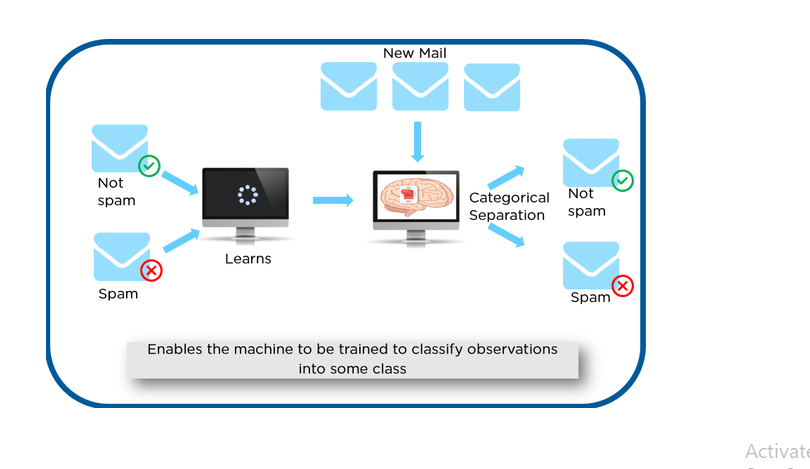 New Mail
Not
spam
Spam
Learns
Categorical
Separation
Not
spam
Spam
Enables the machine to be trained to classify observations
into some class